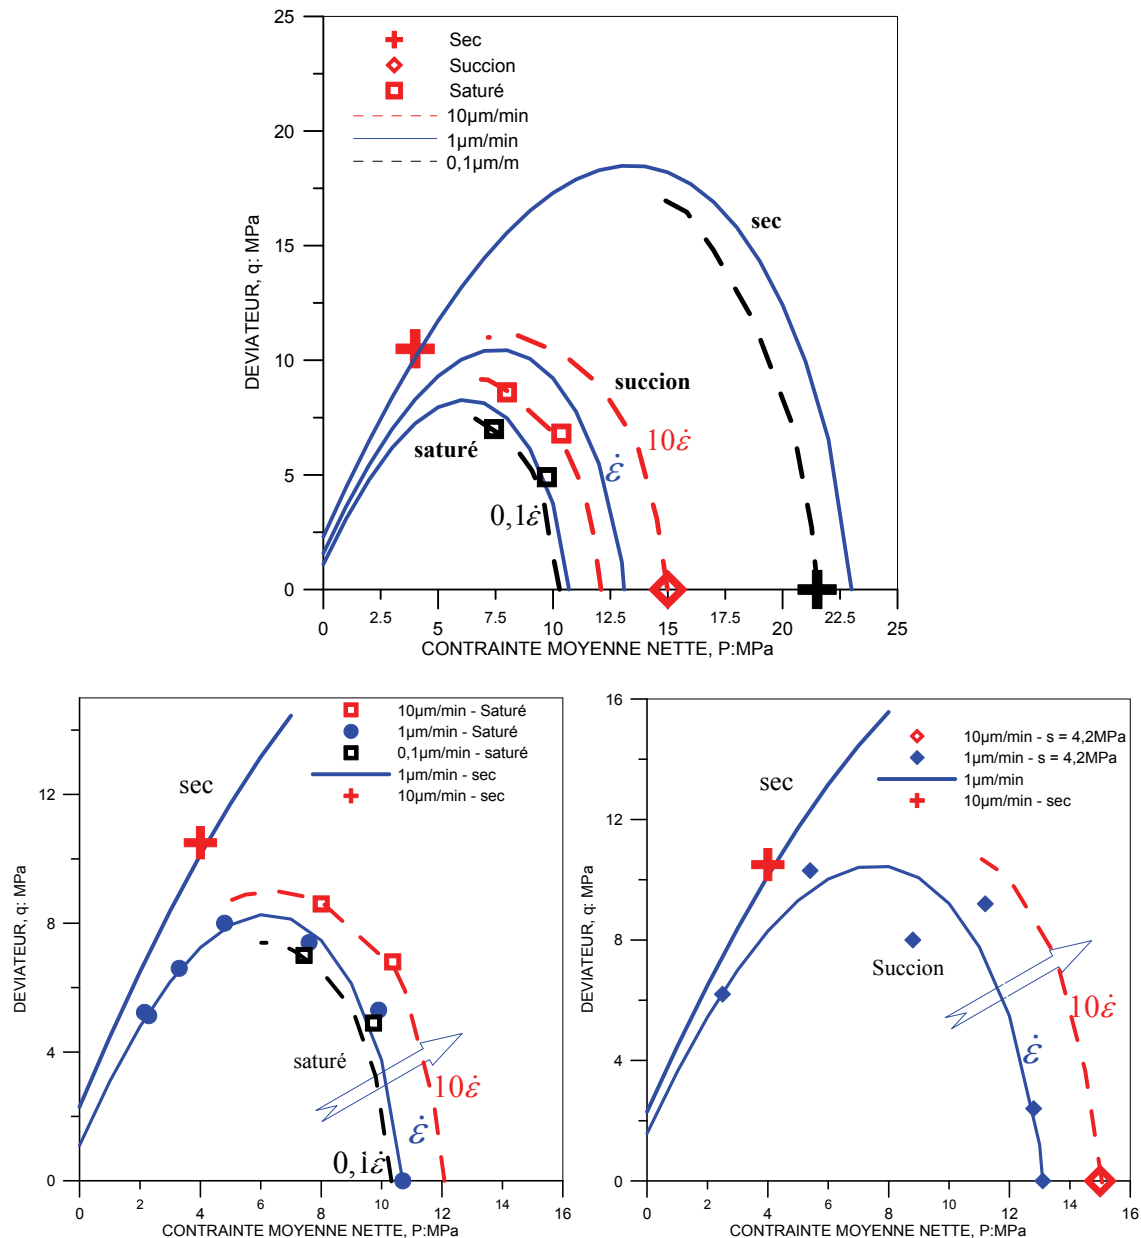 25
20
15
10
5
0
DEVIATEUR, q: MPa
Sec
Succion
Saturé
10µm/min
1µm/min
0,1µm/m
sec
succion
saturé
10ε̇
ε̇
0,1ε̇
0
2.5
5
7.5
10
12.5
15
17.5
20
22.5
25
CONTRAINTE MOYENNE NETTE, P:MPa
12
8
4
0
DEVIATEUR, q: MPa
10µm/min - Saturé
1µm/min - Saturé
0,1µm/min - saturé
1µm/min - sec
10µm/min - sec
sec
saturé
10ε̇
ε̇
0,1ε̇
0 2 4 6 8 10 12 14 16
CONTRAINTE MOYENNE NETTE, P:MPa
16
12
8
4
0
DEVIATEUR, q: MPa
10µm/min - s = 4,2MPa
1µm/min - s = 4,2MPa
1µm/min
10µm/min - sec
sec
Succion
10ε̇
ε̇
0 2 4 6 8 10 12 14 16
CONTRAINTE MOYENNE NETTE, P:MPa